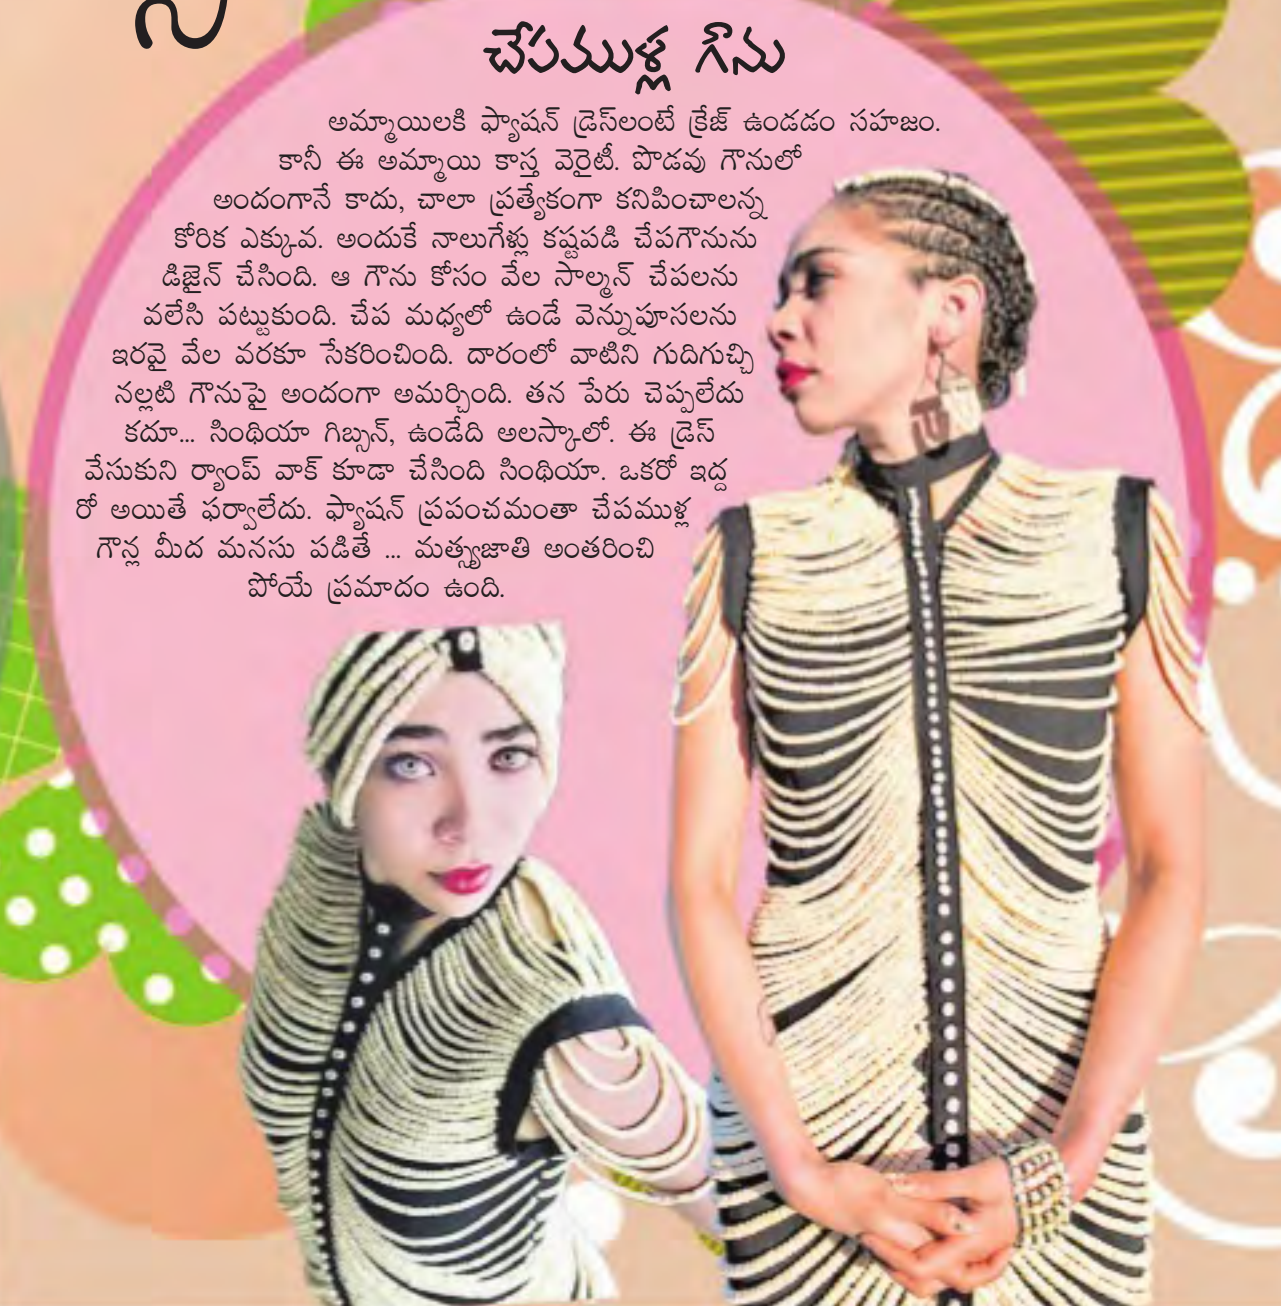 చేపముళ్ల గౌను
అమ్మాయిలకి ఫ్యాషన్ డ్రెస్‌లంటే క్రేజ్ ఉండడం సహజం.
కానీ ఈ అమ్మాయి కాస్త వెరైటీ. పొడవు గౌనులో
అందంగానే కాదు, చాలా ప్రత్యేకంగా కనిపించాలన్న
కోరిక ఎక్కువ. అందుకే నాలుగేళ్లు కష్టపడి చేపగౌనును
డిజైన్ చేసింది. ఆ గౌను కోసం వేల సాల్మన్ చేపలను
వలేసి పట్టుకుంది. చేప మధ్యలో ఉండే వెన్నుపూసలను
ఇరవై వేల వరకూ సేకరించింది. దారంలో వాటిని గుదిగుచ్చి
నల్లటి గౌనుపై అందంగా అమర్చింది. తన పేరు చెప్పలేదు
కదూ... సింథియా గిబ్సన్, ఉండేది అలస్కాలో. ఈ డ్రెస్
వేసుకుని ర్యాంప్ వాక్ కూడా చేసింది సింథియా. ఒకరో ఇద్ద
రో అయితే ఫర్వాలేదు. ఫ్యాషన్ ప్రపంచమంతా చేపముళ్ల
గౌన్ల మీద మనసు పడితే ... మత్స్యజాతి అంతరించి
పోయే ప్రమాదం ఉంది.